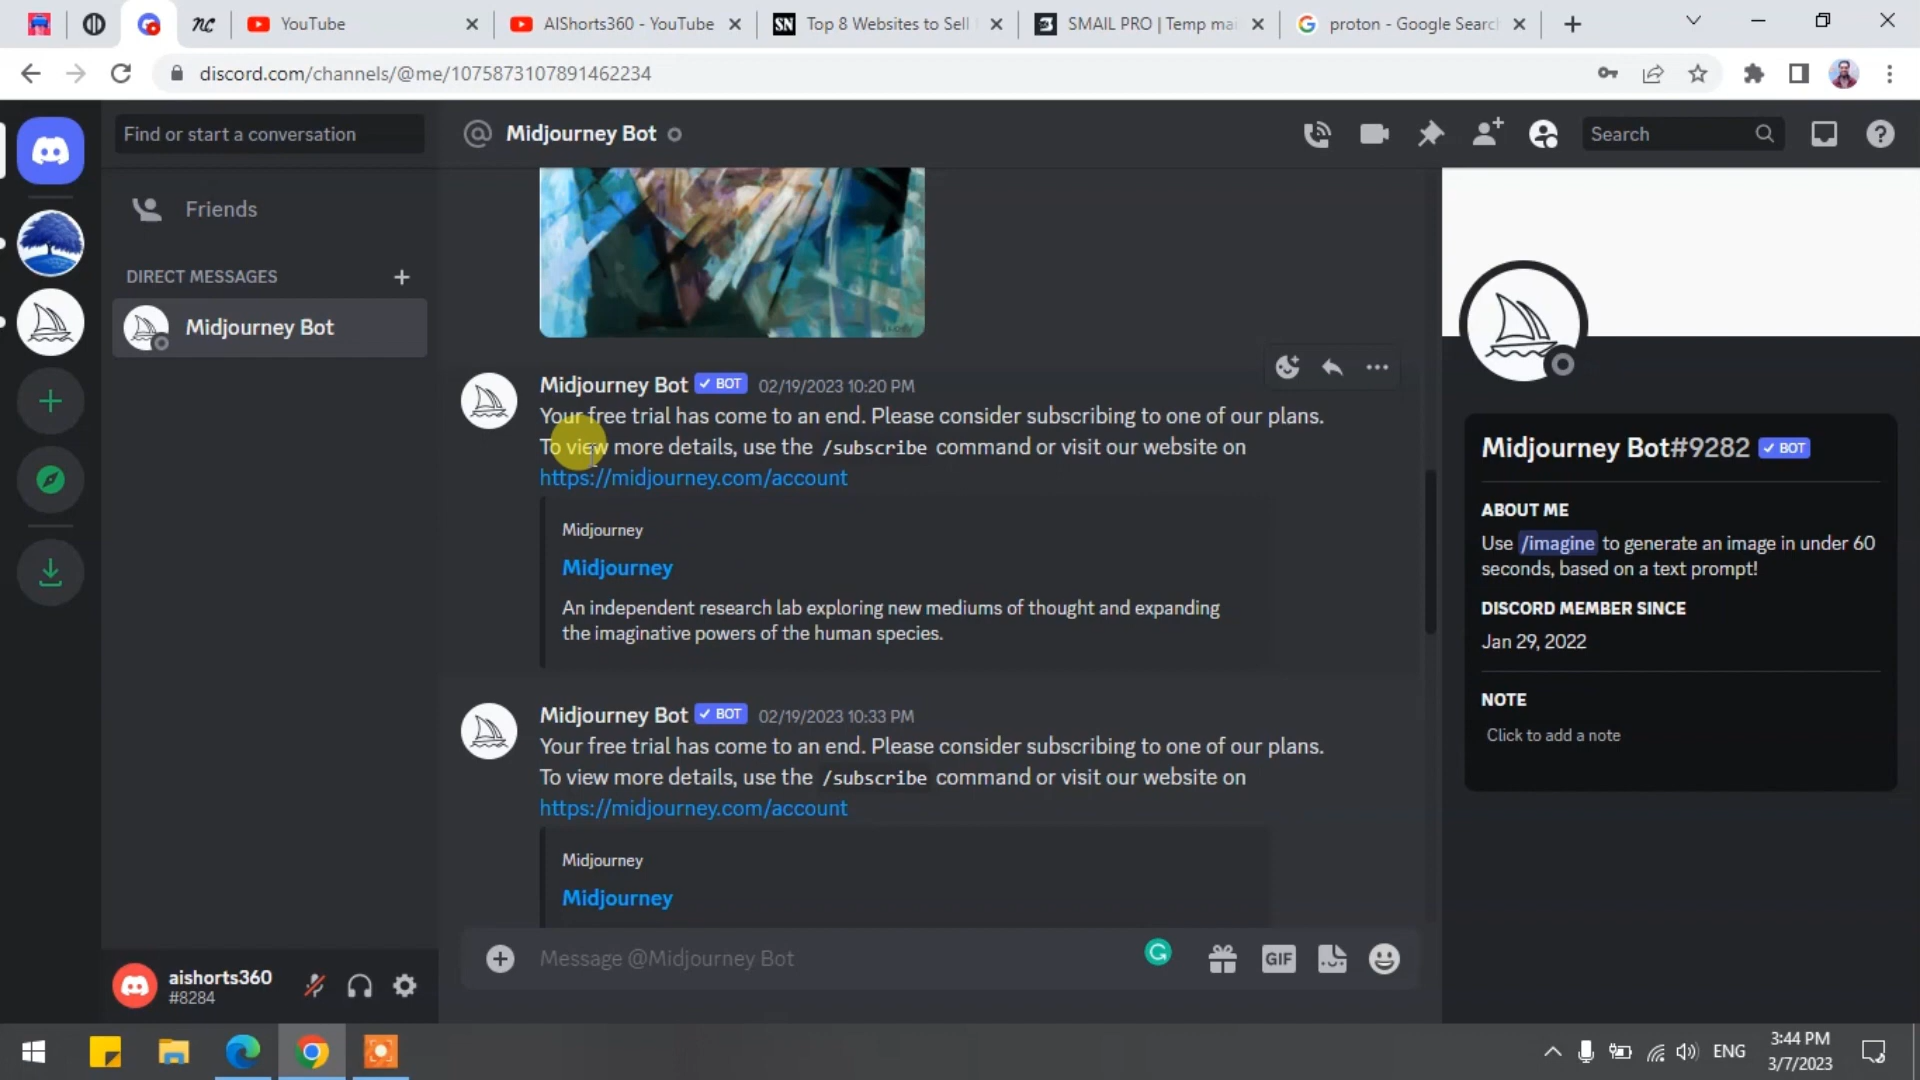 YouTube
AIShorts360 - YouTube
SN
Top 8 Websites to Sell
SMAIL PRO | Temp mai
proton - Google Search
discord.com/channels/@me/1075873107891462234
Find or start a conversation
Midjourney Bot
Search
Friends
DIRECT MESSAGES
Midjourney Bot
Midjourney Bot BOT 02/19/2023 10:20 PM
Your free trial has come to an end. Please consider subscribing to one of our plans.
To view more details, use the /subscribe command or visit our website on
https://midjourney.com/account
Midjourney
Midjourney
An independent research lab exploring new mediums of thought and expanding
the imaginative powers of the human species.
Midjourney Bot BOT 02/19/2023 10:33 PM
Your free trial has come to an end. Please consider subscribing to one of our plans.
To view more details, use the /subscribe command or visit our website on
https://midjourney.com/account
Midjourney
Midjourney
Message @Midjourney Bot
GIF
Midjourney Bot#9282 BOT
ABOUT ME
Use /imagine to generate an image in under 60
seconds, based on a text prompt!
DISCORD MEMBER SINCE
Jan 29, 2022
NOTE
Click to add a note
aishorts360
#8284
ENG
3:44 PM
3/7/2023